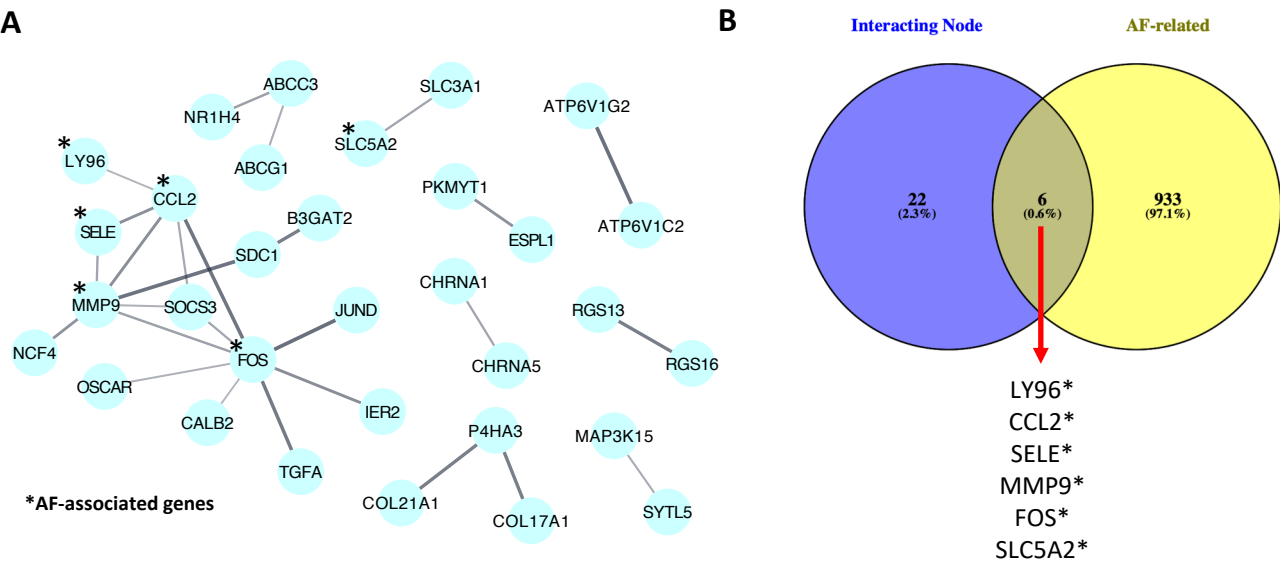 A
ABCC3
NR1H4
ABCG1
SLC3A1
*
SLC5A2
ATP6V1G2
ATP6V1C2
*
LY96
*
CCL2
*
SELE
*
MMP9
B3GAT2
SDC1
SOCS3
NCF4
PKMYT1
ESPL1
JUND
*
FOS
OSCAR
CALB2
IER2
TGFA
CHRNA1
CHRNA5
RGS13
RGS16
P4HA3
COL21A1
COL17A1
MAP3K15
SYTL5
*AF-associated genes
B
Interacting Node
AF-related
22
(2.3%)
6
(0.6%)
933
(97.1%)
LY96*
CCL2*
SELE*
MMP9*
FOS*
SLC5A2*